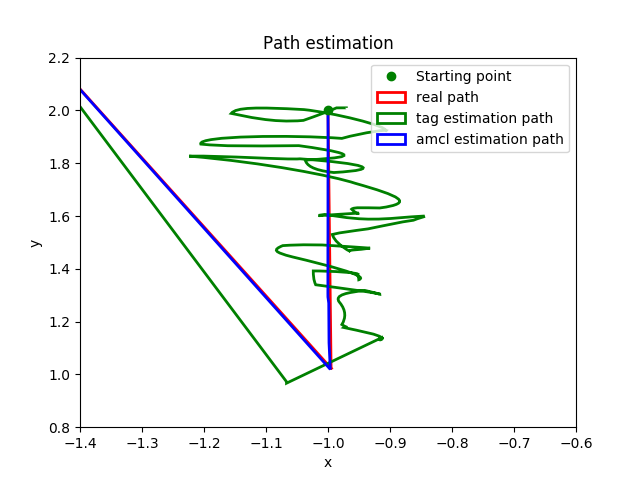 Path estimation
2.2
2.0
1.8
1.6
1.4
1.2
1.0
0.8
y
Starting point
real path
tag estimation path
amcl estimation path
−1.4 −1.3 −1.2 −1.1 −1.0 −0.9 −0.8 −0.7 −0.6
x